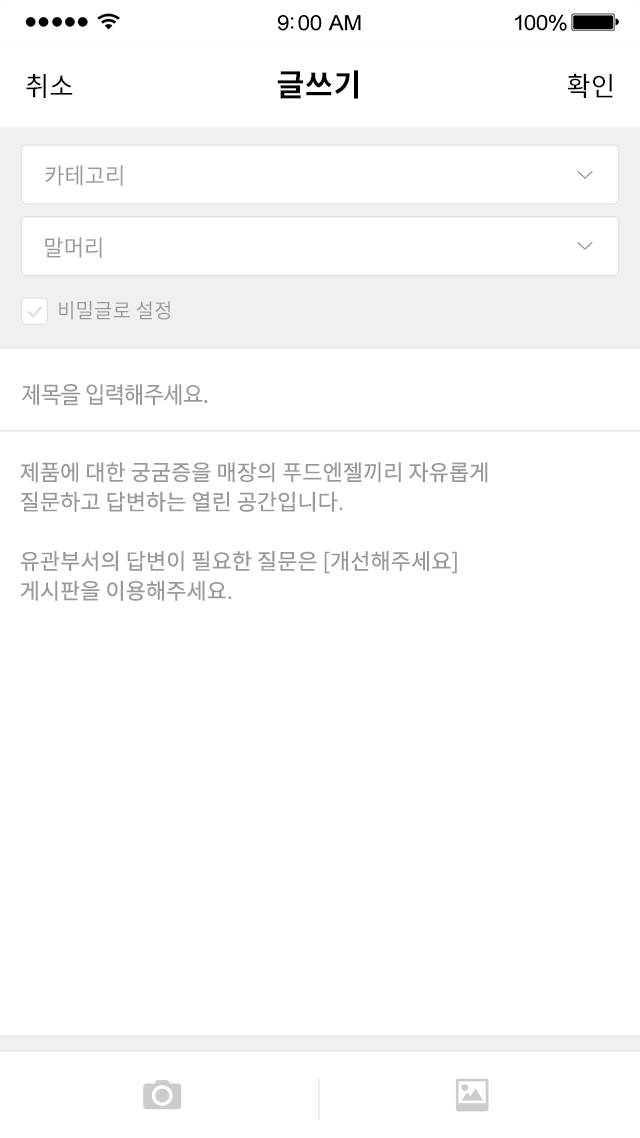 9:00 AM 100%
취소 글쓰기 확인
카테고리
말머리
비밀글로 설정
제목을 입력해주세요.
제품에 대한 궁굼증을 매장의 푸드엔젤끼리 자유롭게
질문하고 답변하는 열린 공간입니다.
유관부서의 답변이 필요한 질문은 [개선해주세요]
게시판을 이용해주세요.